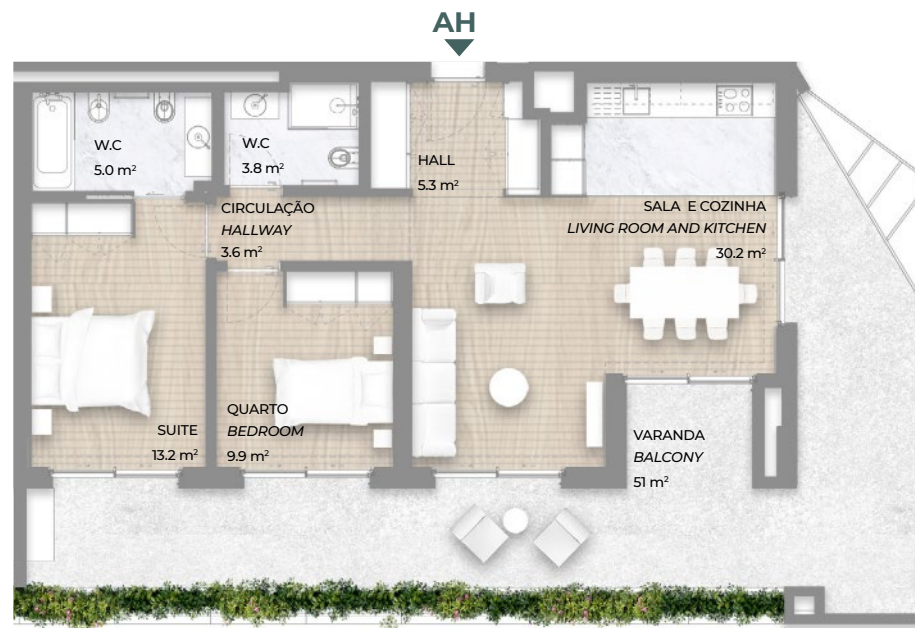 AH
W.C
5.0 m²
W.C
3.8 m²
HALL
5.3 m²
CIRCULAÇÃO
HALLWAY
3.6 m²
SALA E COZINHA
LIVING ROOM AND KITCHEN
30.2 m²
SUITE
13.2 m²
QUARTO
BEDROOM
9.9 m²
VARANDA
BALCONY
51 m²